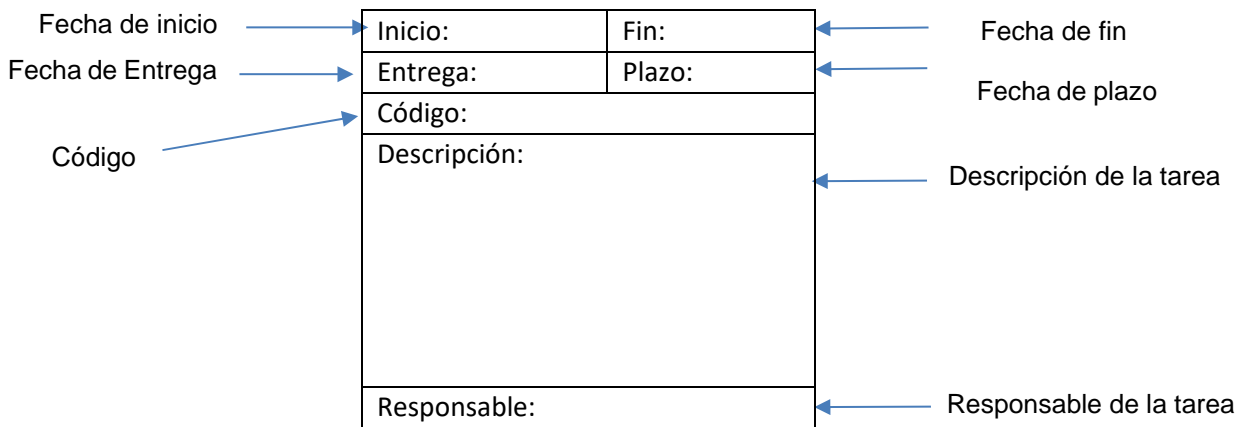 Fecha de inicio
Inicio:
Fin:
Fecha de fin
Fecha de Entrega
Entrega:
Plazo:
Fecha de plazo
Código:
Código
Descripción:
Descripción de la tarea
Responsable:
Responsable de la tarea